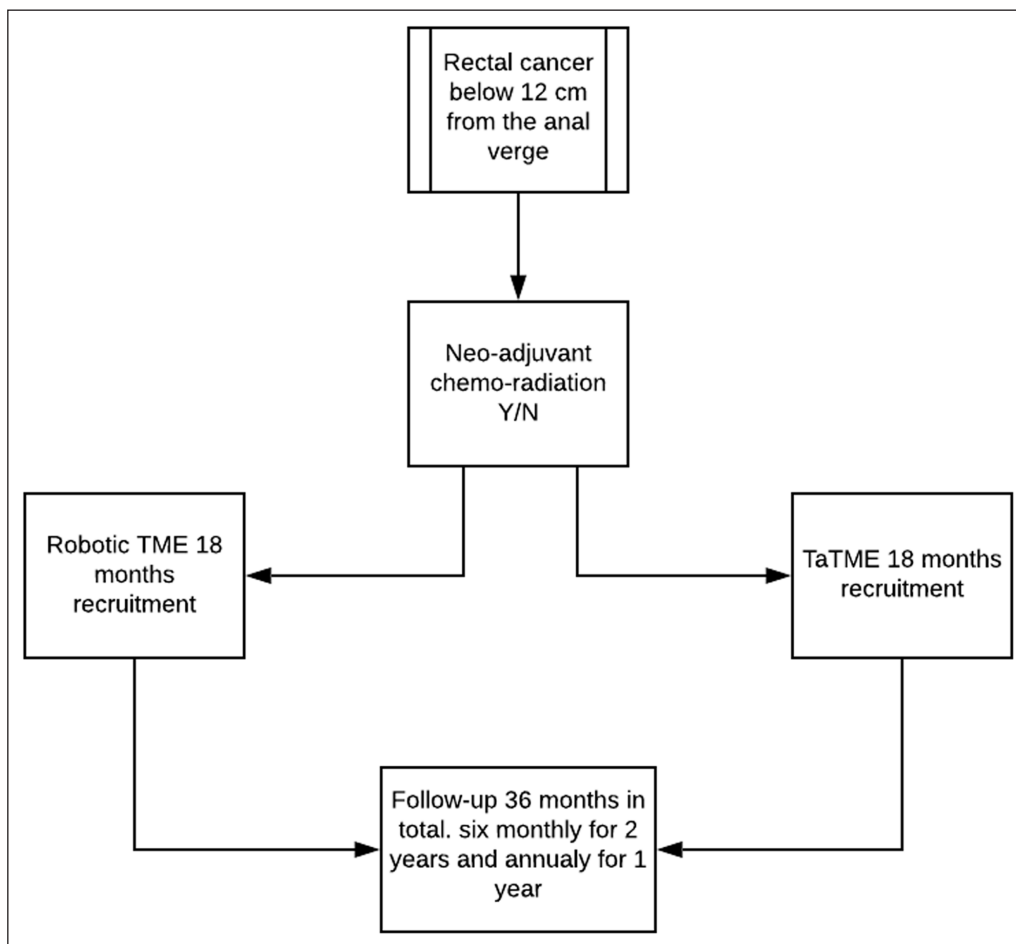 Rectal cancer
below 12 cm
from the anal
verge
Neo-adjuvant
chemo-radiation
Y/N
Robotic TME 18
months
recruitment
TaTME 18 months
recruitment
Follow-up 36 months in
total. six monthly for 2
years and annualy for 1
year